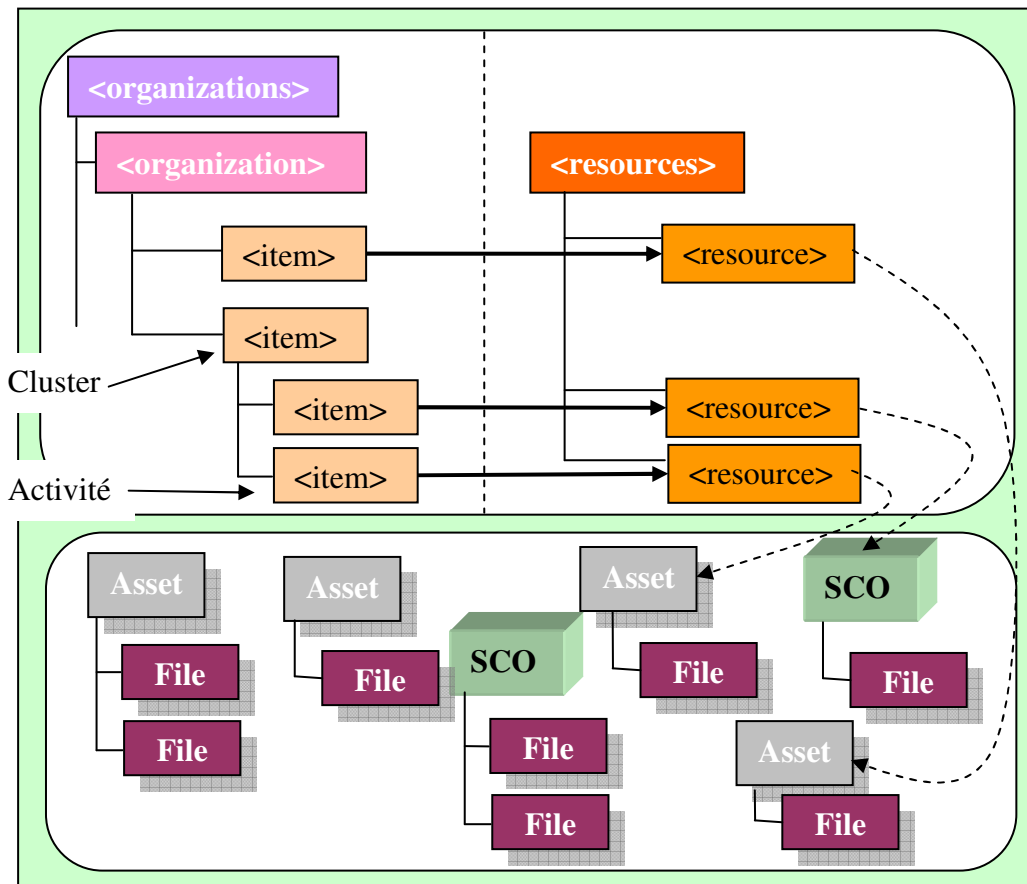 <organizations>
<organization>
<resources>
<item>
<resource>
<item>
Cluster
<item>
<resource>
<item>
<resource>
Activité
Asset
Asset
Asset
SCO
SCO
File
File
File
File
File
File
Asset
File
File